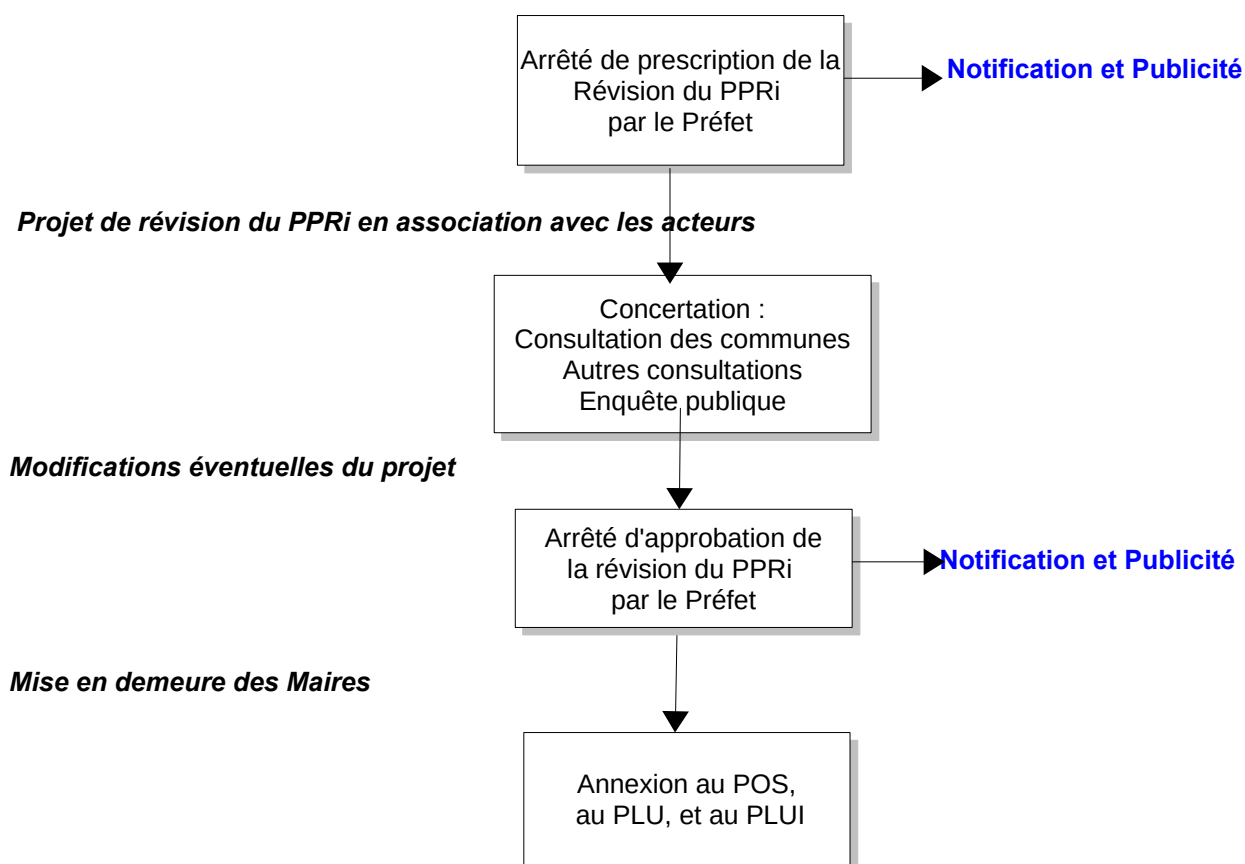 Arrêté de prescription de la
Révision du PPRi
par le Préfet
Notification et Publicité
Projet de révision du PPRi en association avec les acteurs
Concertation :
Consultation des communes
Autres consultations
Enquête publique
Modifications éventuelles du projet
Arrêté d'approbation de
la révision du PPRi
par le Préfet
Notification et Publicité
Mise en demeure des Maires
Annexion au POS,
au PLU, et au PLUI